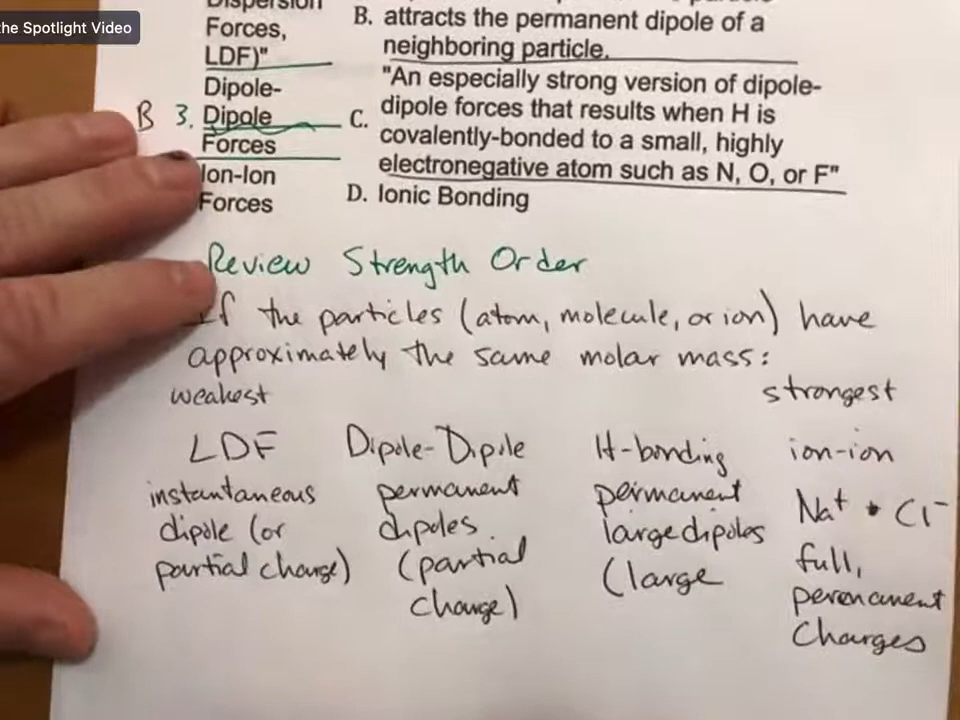 the Spotlight Video
Forces,
LDF)"
B. attracts the permanent dipole of a
neighboring particle.
Dipole-
B 3. Dipole
Forces
C. "An especially strong version of dipole-
dipole forces that results when H is
covalently-bonded to a small, highly
electronegative atom such as N, O, or F"
Ion-Ion
Forces
D. Ionic Bonding
Review Strength Order
If the particles (atom, molecule, or ion) have
approximately the same molar mass:
weakest strongest
LDF Dipole-Dipole H-bonding ion-ion
instantaneous
dipole (or
partial charge)
permanent
dipoles
(partial
charge)
permanent
large dipoles
(large
Na+ • Cl-
full,
permanent
Charges